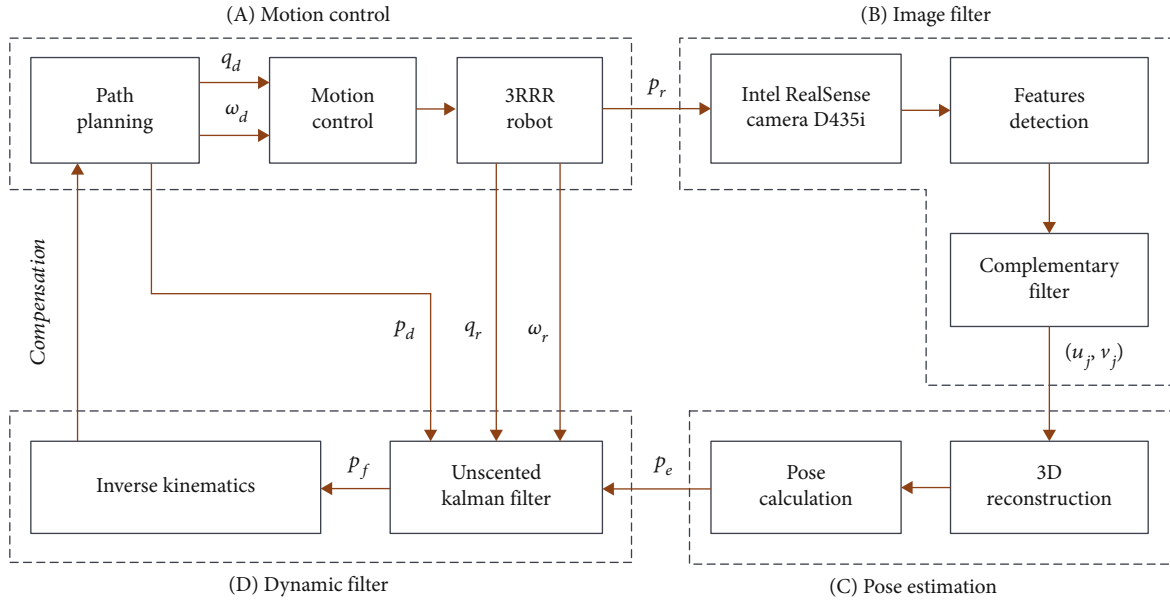 (A) Motion control
(B) Image filter
Path
planning
q_d
ω_d
Motion
control
3RRR
robot
p_r
Intel RealSense
camera D435i
Features
detection
Complementary
filter
(u_j, v_j)
Compensation
p_d
q_r
ω_r
Inverse kinematics
p_f
Unscented
kalman filter
p_e
Pose
calculation
3D
reconstruction
(D) Dynamic filter
(C) Pose estimation